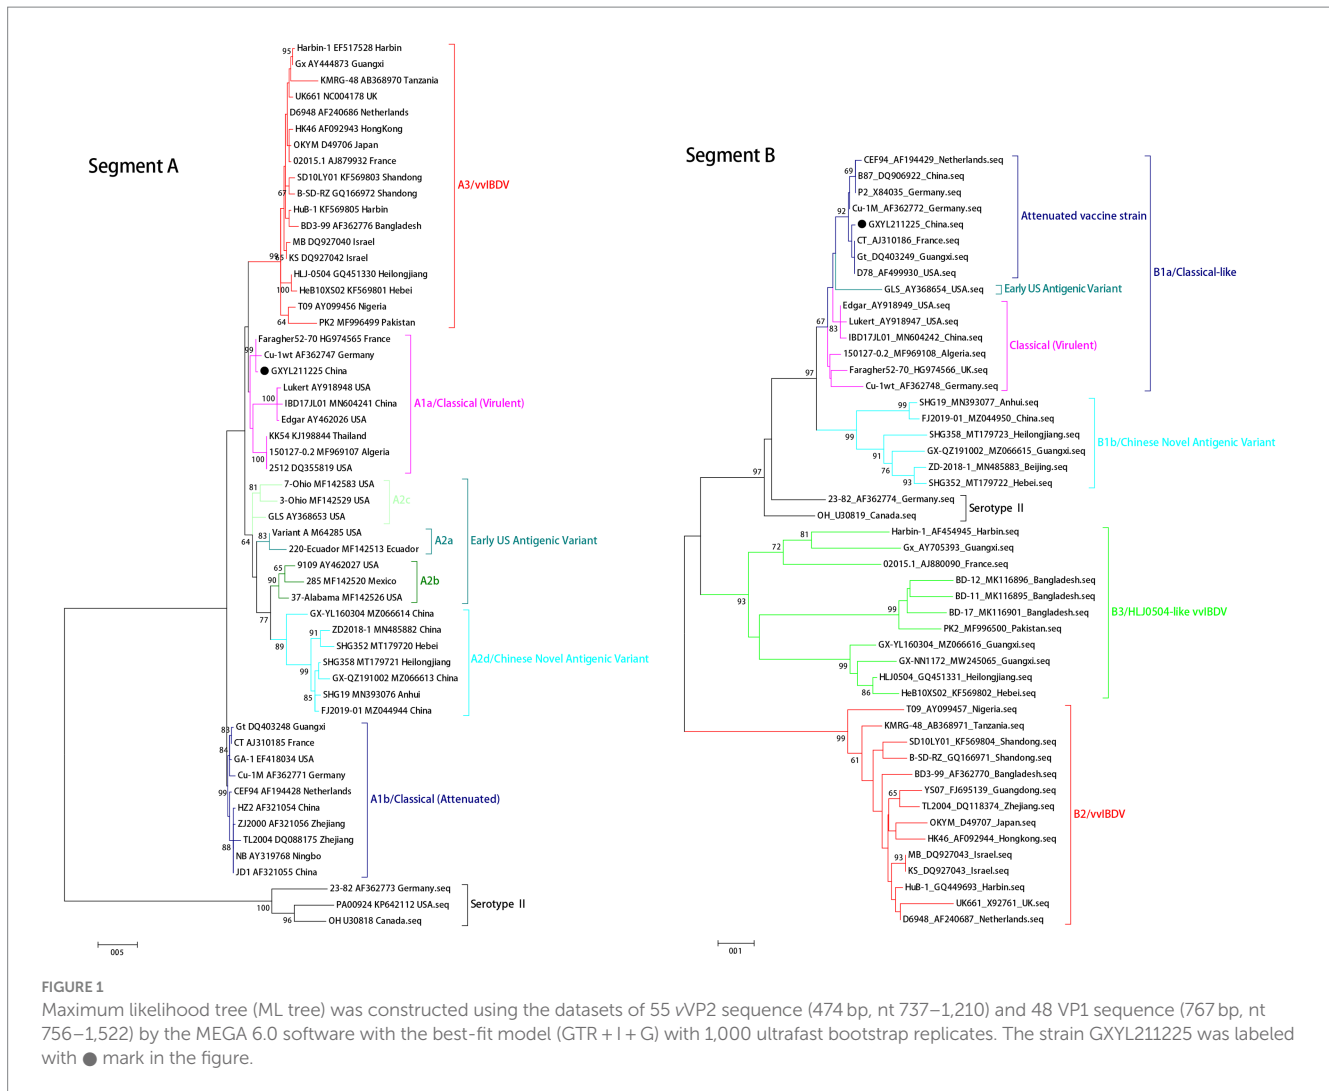 Segment A
95
Harbin-1 EF517528 Harbin
Gx AY444873 Guangxi
KMRG-48 AB368970 Tanzania
UK661 NC004178 UK
D6948 AF240686 Netherlands
HK46 AF092943 HongKong
OKYM D49706 Japan
02015.1 AJ879932 France
SD10LY01 KF569803 Shandong
67
B-SD-RZ GQ166972 Shandong
HuB-1 KF569805 Harbin
BD3-99 AF362776 Bangladesh
MB DQ927040 Israel
99
65
KS DQ927042 Israel
HLJ-0504 GQ451330 Heilongjiang
100
HeB10XS02 KF569801 Hebei
T09 AY099456 Nigeria
64
PK2 MF996499 Pakistan
A3/vvIBDV
Faragher52-70 HG974565 France
99
Cu-1wt AF362747 Germany
GXYL211225 China
Lukert AY918948 USA
100
IBD17JL01 MN604241 China
Edgar AY462026 USA
KK54 KJ198844 Thailand
150127-0.2 MF969107 Algeria
100
2512 DQ355819 USA
A1a/Classical (Virulent)
7-Ohio MF142583 USA
81
3-Ohio MF142529 USA
GLS AY368653 USA
A2c
64
Variant A M64285 USA
83
220-Ecuador MF142513 Ecuador
A2a
Early US Antigenic Variant
9109 AY462027 USA
65
90
285 MF142520 Mexico
37-Alabama MF142526 USA
A2b
77
GX-YL160304 MZ066614 China
ZD2018-1 MN485882 China
91
89
SHG352 MT179720 Hebei
SHG358 MT179721 Heilongjiang
99
GX-QZ191002 MZ066613 China
SHG19 MN393076 Anhui
85
FJ2019-01 MZ044944 China
A2d/Chinese Novel Antigenic Variant
Gt DQ403248 Guangxi
83
CT AJ310185 France
84
GA-1 EF418034 USA
Cu-1M AF362771 Germany
99
CEF94 AF194428 Netherlands
HZ2 AF321054 China
ZJ2000 AF321056 Zhejiang
TL2004 DQ088175 Zhejiang
88
NB AY319768 Ningbo
JD1 AF321055 China
A1b/Classical (Attenuated)
23-82 AF362773 Germany.seq
100
PA00924 KP642112 USA.seq
96
OH U30818 Canada.seq
Serotype II
005
Segment B
CEF94_AF194429_Netherlands.seq
69
B87_DQ906922_China.seq
P2_X84035_Germany.seq
92
Cu-1M_AF362772_Germany.seq
GXYL211225_China.seq
CT_AJ310186_France.seq
Gt_DQ403249_Guangxi.seq
D78_AF499930_USA.seq
Attenuated vaccine strain
GLS_AY368654_USA.seq
Early US Antigenic Variant
Edgar_AY918949_USA.seq
67
Lukert_AY918947_USA.seq
83
IBD17JL01_MN604242_China.seq
150127-0.2_MF969108_Algeria.seq
Faragher52-70_HG974566_UK.seq
Cu-1wt_AF362748_Germany.seq
Classical (Virulent)
B1a/Classical-like
97
SHG19_MN393077_Anhui.seq
99
FJ2019-01_MZ044950_China.seq
99
SHG358_MT179723_Heilongjiang.seq
GX-QZ191002_MZ066615_Guangxi.seq
91
ZD-2018-1_MN485883_Beijing.seq
76
SHG352_MT179722_Hebei.seq
93
B1b/Chinese Novel Antigenic Variant
97
23-82_AF362774_Germany.seq
OH_U30819_Canada.seq
Serotype II
Harbin-1_AF454945_Harbin.seq
81
Gx_AY705393_Guangxi.seq
72
02015.1_AJ880090_France.seq
93
BD-12_MK116896_Bangladesh.seq
BD-11_MK116895_Bangladesh.seq
99
BD-17_MK116901_Bangladesh.seq
PK2_MF996500_Pakistan.seq
GX-YL160304_MZ066616_Guangxi.seq
GX-NN1172_MW245065_Guangxi.seq
HLJ0504_GQ451331_Heilongjiang.seq
86
HeB10XS02_KF569802_Hebei.seq
B3/HLJ0504-like vvIBDV
T09_AY099457_Nigeria.seq
KMRG-48_AB368971_Tanzania.seq
99
SD10LY01_KF569804_Shandong.seq
61
B-SD-RZ_GQ166971_Shandong.seq
BD3-99_AF362770_Bangladesh.seq
YS07_FJ695139_Guangdong.seq
65
TL2004_DQ118374_Zhejiang.seq
OKYM_D49707_Japan.seq
HK46_AF092944_Hongkong.seq
MB_DQ927043_Israel.seq
93
KS_DQ927043_Israel.seq
HuB-1_GQ449693_Harbin.seq
UK661_X92761_UK.seq
D6948_AF240687_Netherlands.seq
B2/vvIBDV
001
FIGURE 1
Maximum likelihood tree (ML tree) was constructed using the datasets of 55 vVP2 sequence (474 bp, nt 737–1,210) and 48 VP1 sequence (767 bp, nt
756–1,522) by the MEGA 6.0 software with the best-fit model (GTR + I + G) with 1,000 ultrafast bootstrap replicates. The strain GXYL211225 was labeled
with ● mark in the figure.